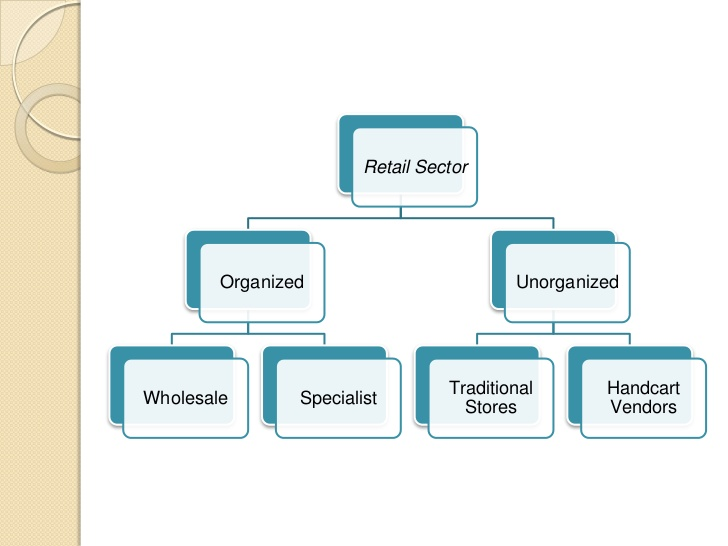 Retail Sector
Organized
Unorganized
Wholesale
Specialist
Traditional
Stores
Handcart
Vendors